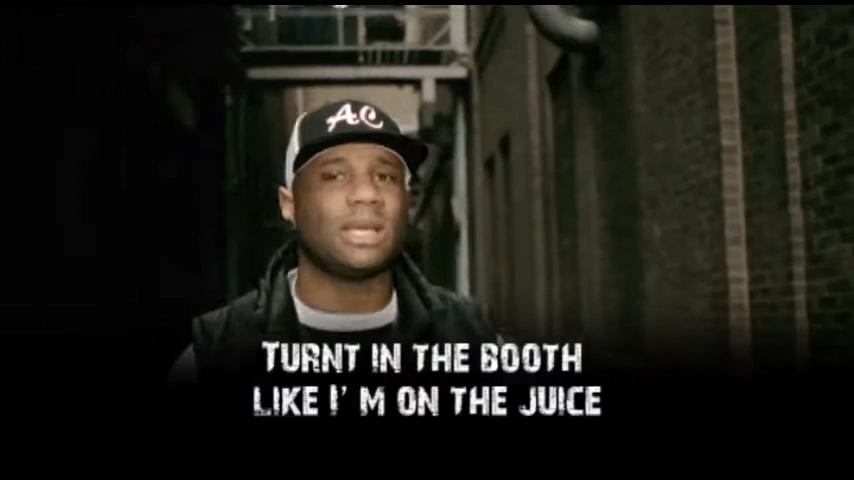 AC
TURNT IN THE BOOTH
LIKE I' M ON THE JUICE